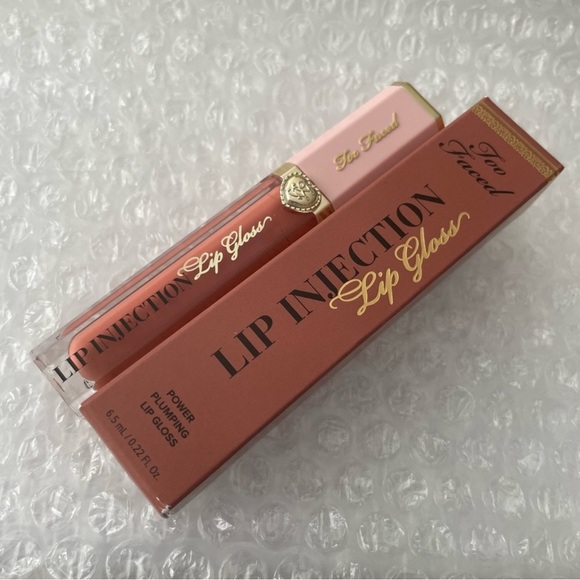 Too Faced
LIP INJECTION
Lip Gloss
Too
Faced
LIP INJECTION
Lip Gloss
POWER
PLUMPING
LIP GLOSS
6.5 mL / 0.22 Fl. Oz.